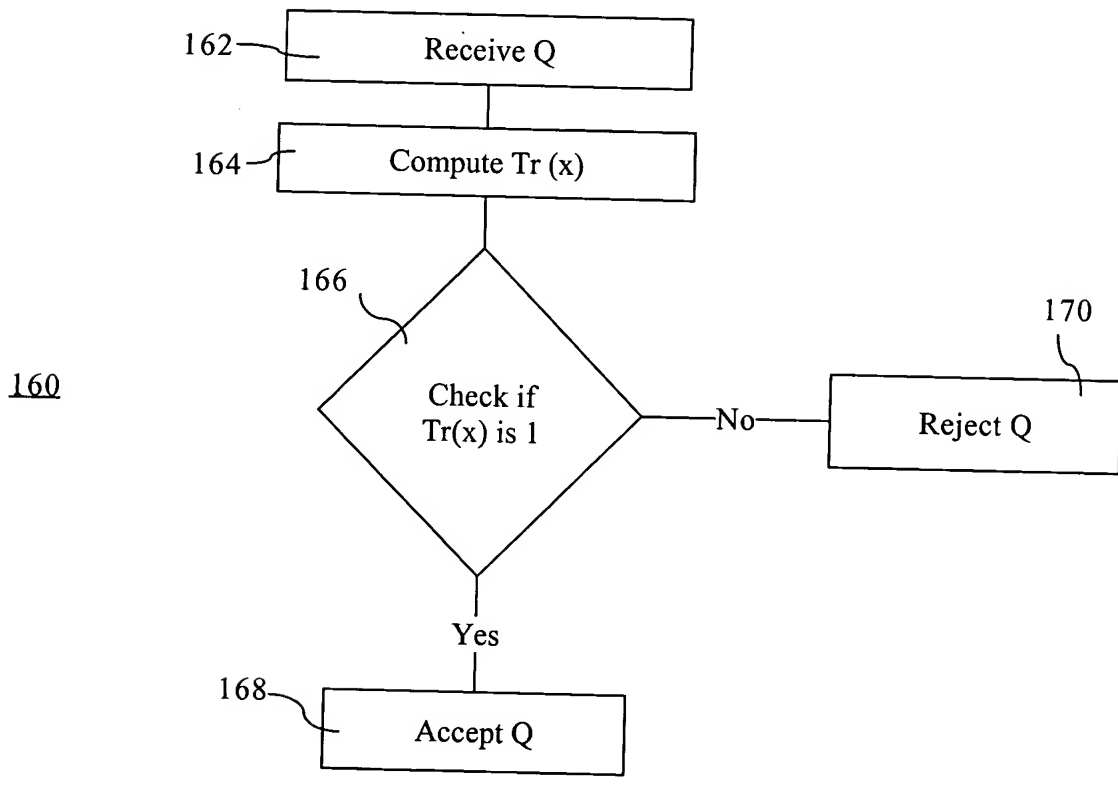 162
Receive Q
164
Compute Tr (x)
166
170
160
Check if
Tr(x) is 1
No
Reject Q
Yes
168
Accept Q